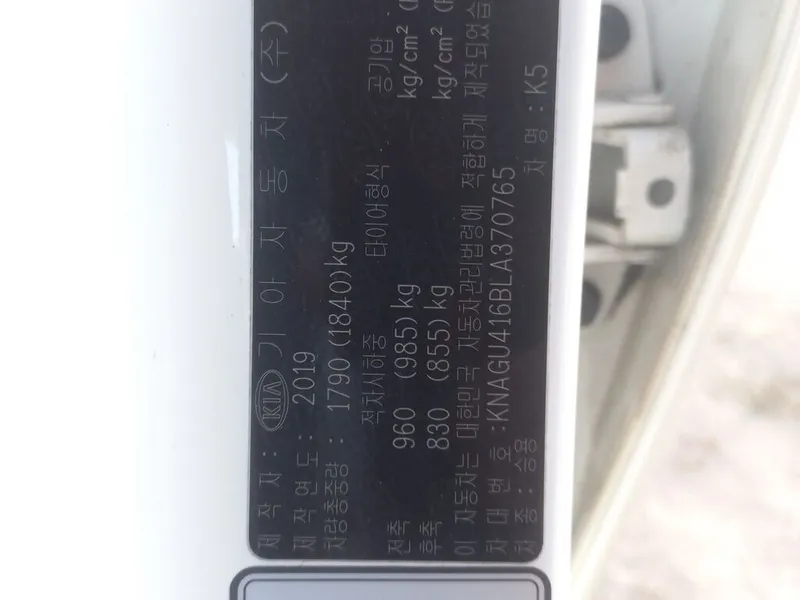 제 작 자 : KIA 기 아 자 동 차 (주)
제 작 연 도 : 2019
차량총중량 : 1790 (1840)kg
적차시하중 타이어형식 공기압
전축 960 (985)kg kg/cm²
후축 830 (855)kg kg/cm²
이 자동차는 대한민국 자동차관리법령에 적합하게 제작되었습
차 대 번 호 :KNAGU416BLA370765
차 종 : 승용 차 명 : K5